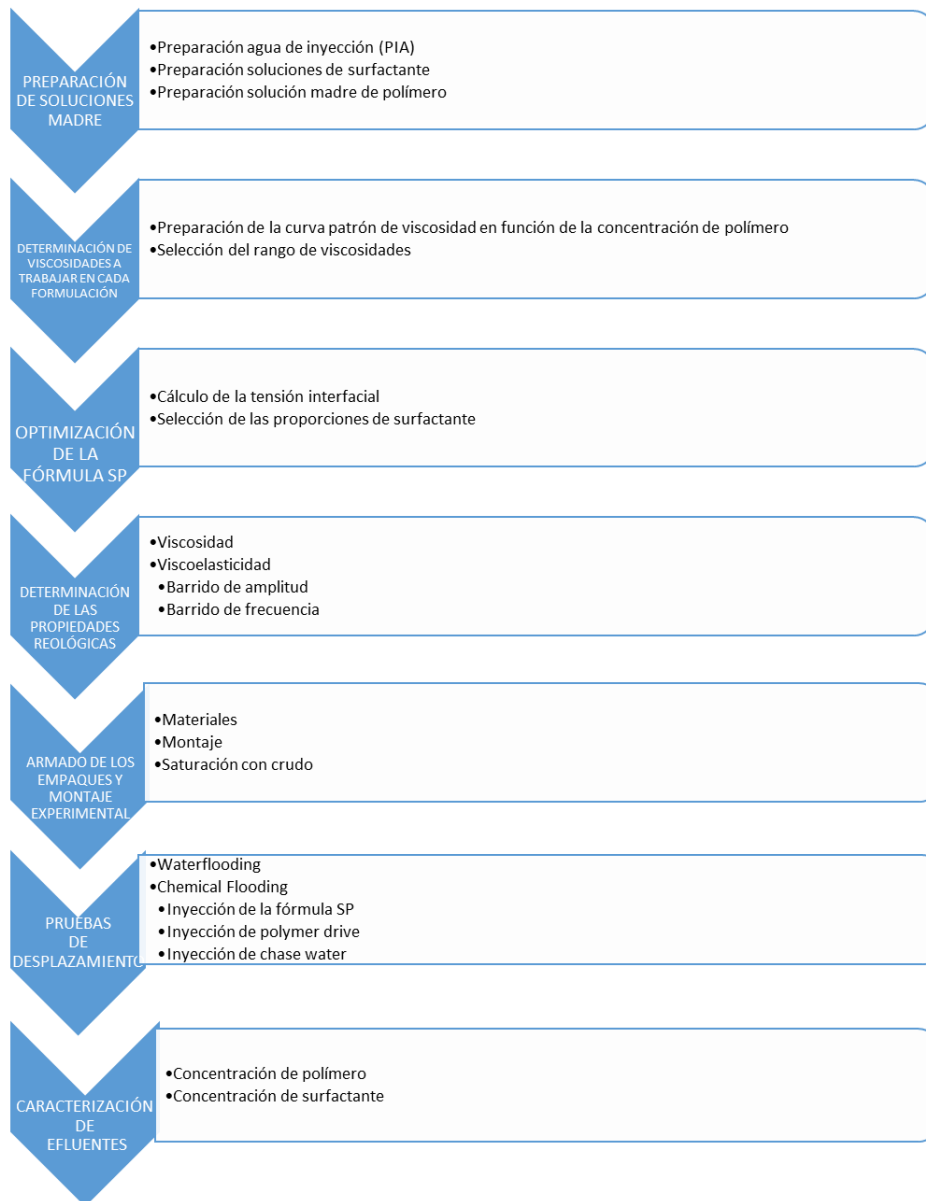 PREPARACIÓN
DE SOLUCIONES
MADRE
•Preparación agua de inyección (PIA)
•Preparación soluciones de surfactante
•Preparación solución madre de polímero
DETERMINACIÓN DE
VISCOSIDADES A
TRABAJAR EN CADA
FORMULACIÓN
•Preparación de la curva patrón de viscosidad en función de la concentración de polímero
•Selección del rango de viscosidades
OPTIMIZACIÓN
DE LA
FÓRMULA SP
•Cálculo de la tensión interfacial
•Selección de las proporciones de surfactante
DETERMINACIÓN
DE LAS
PROPIEDADES
REOLÓGICAS
•Viscosidad
•Viscoelasticidad
•Barrido de amplitud
•Barrido de frecuencia
ARMADO DE LOS
EMPAQUES Y
MONTAJE
EXPERIMENTAL
•Materiales
•Montaje
•Saturación con crudo
PRUEBAS
DE
DESPLAZAMIENTO
•Waterflooding
•Chemical Flooding
•Inyección de la fórmula SP
•Inyección de polymer drive
•Inyección de chase water
CARACTERIZACIÓN
DE
EFLUENTES
•Concentración de polímero
•Concentración de surfactante